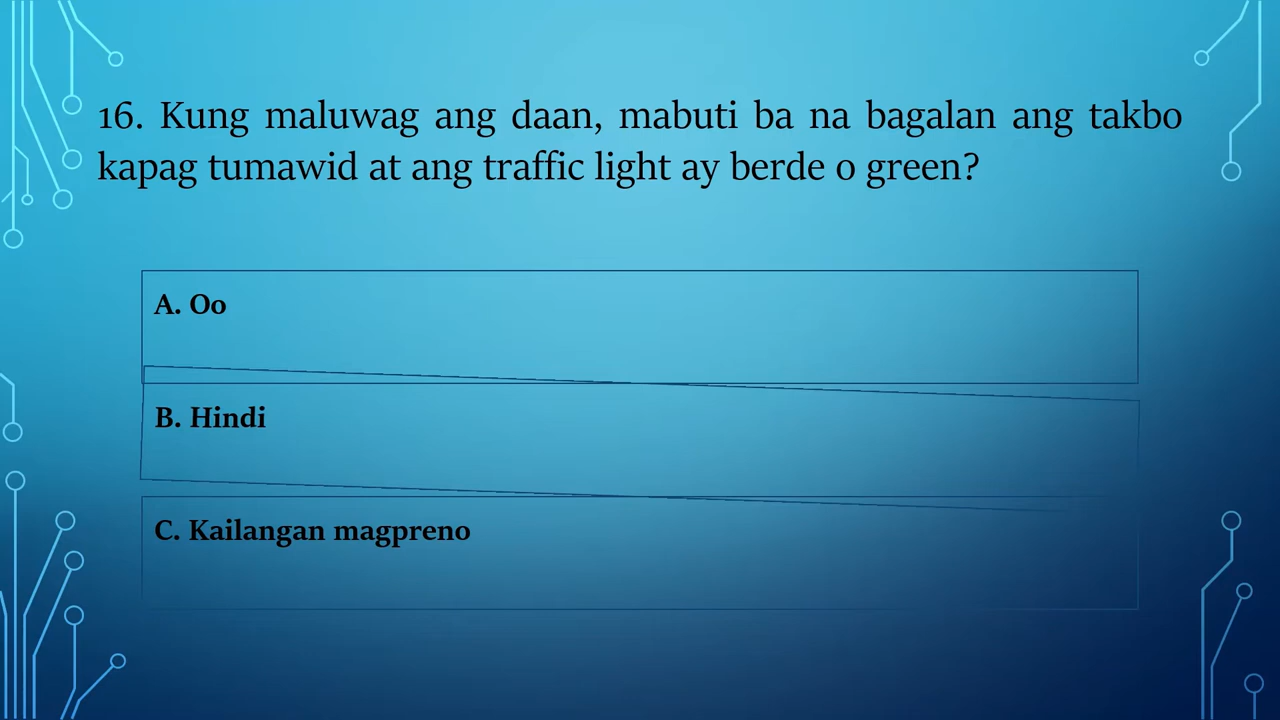 16. Kung maluwag ang daan, mabuti ba na bagalan ang takbo
kapag tumawid at ang traffic light ay berde o green?
A. Oo
B. Hindi
C. Kailangan magpreno